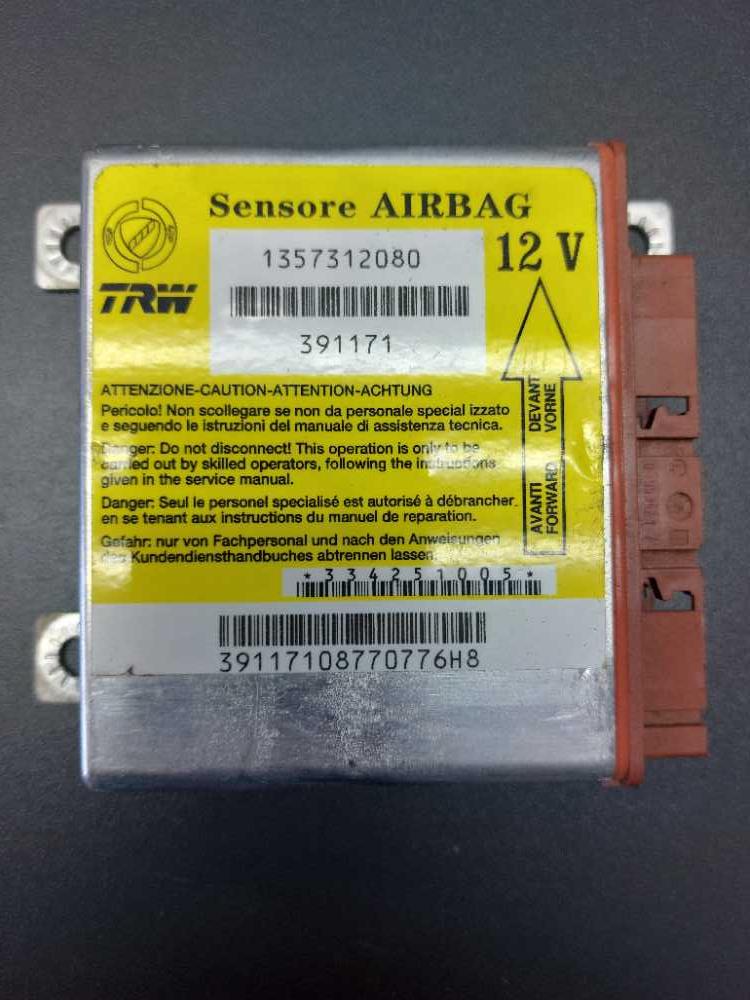 Sensore AIRBAG
1357312080
12 V
TRW
391171
ATTENZIONE-CAUTION-ATTENTION-ACHTUNG
Pericolo! Non scollegare se non da personale special izzato
e seguendo le istruzioni del manuale di assistenza tecnica.
Danger: Do not disconnect! This operation is only to be
carried out by skilled operators, following the instructions
given in the service manual.
Danger: Seul le personel specialisé est autorisé à débrancher
en se tenant aux instructions du manuel de reparation.
Gefahr: nur von Fachpersonal und nach den Anweisungen
des Kundendiensthandbuches abtrennen lassen.
AVANTI DEVANT
FORWARD VORNE
*334251005*
39117108770776H8